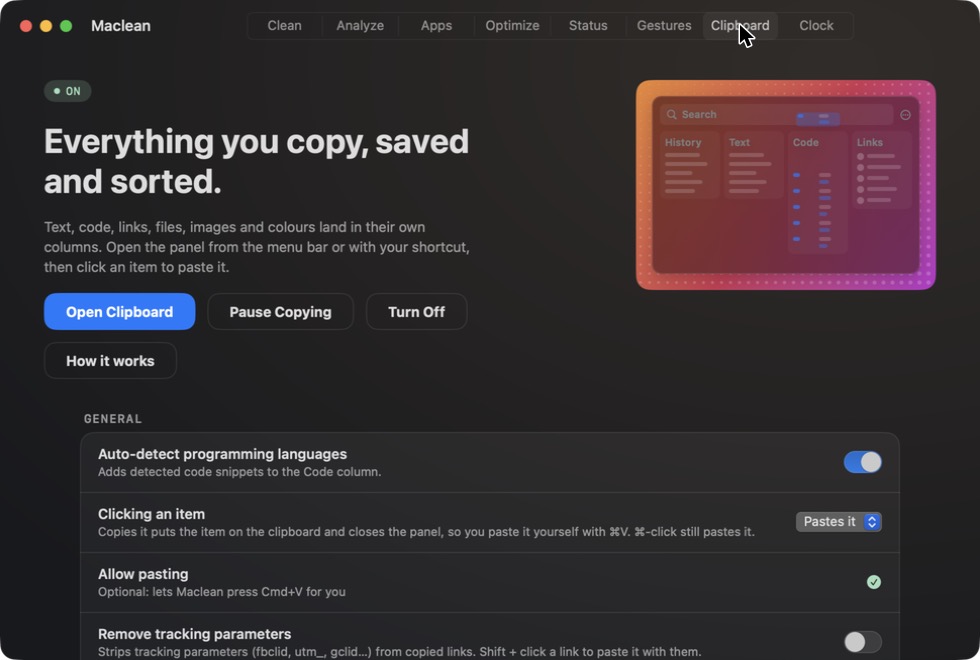 Maclean
Clean Analyze Apps Optimize Status Gestures Clipboard Clock
ON
Everything you copy, saved
and sorted.
Text, code, links, files, images and colours land in their own
columns. Open the panel from the menu bar or with your shortcut,
then click an item to paste it.
Open Clipboard Pause Copying Turn Off
How it works
Search
History Text Code Links
GENERAL
Auto-detect programming languages
Adds detected code snippets to the Code column.
Clicking an item
Copies it puts the item on the clipboard and closes the panel, so you paste it yourself with ⌘V. ⌘-click still pastes it.
Pastes it
Allow pasting
Optional: lets Maclean press Cmd+V for you
Remove tracking parameters
Strips tracking parameters (fbclid, utm_, gclid…) from copied links. Shift + click a link to paste it with them.